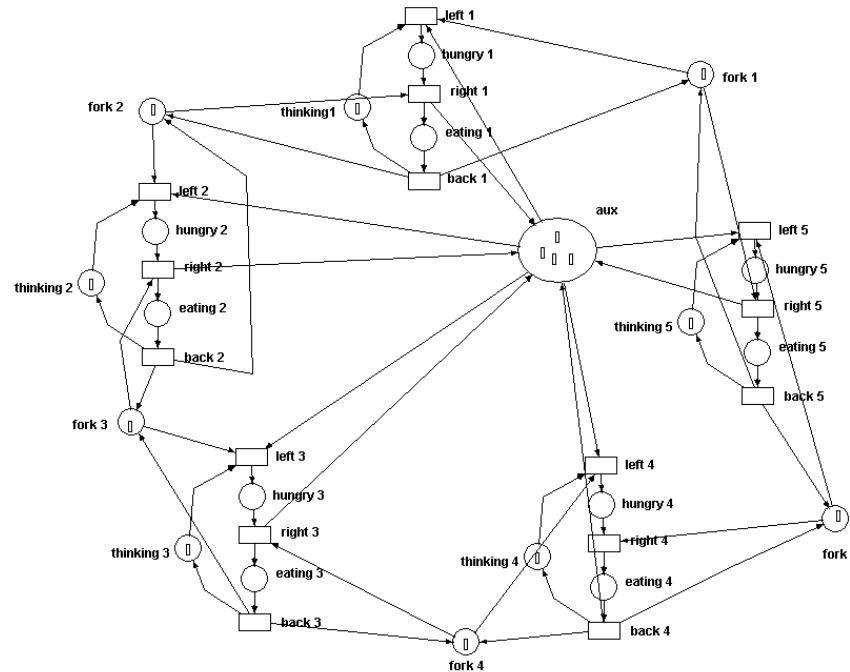 left 1
hungry 1
fork 1
right 1
fork 2
thinking1
eating 1
back 1
left 2
aux
hungry 2
left 5
right 2
hungry 5
thinking 2
eating 2
right 5
thinking 5
eating 5
back 2
back 5
fork 3
left 3
left 4
hungry 3
hungry 4
right 3
right 4
thinking 3
fork
thinking 4
eating 3
eating 4
back 3
back 4
fork 4